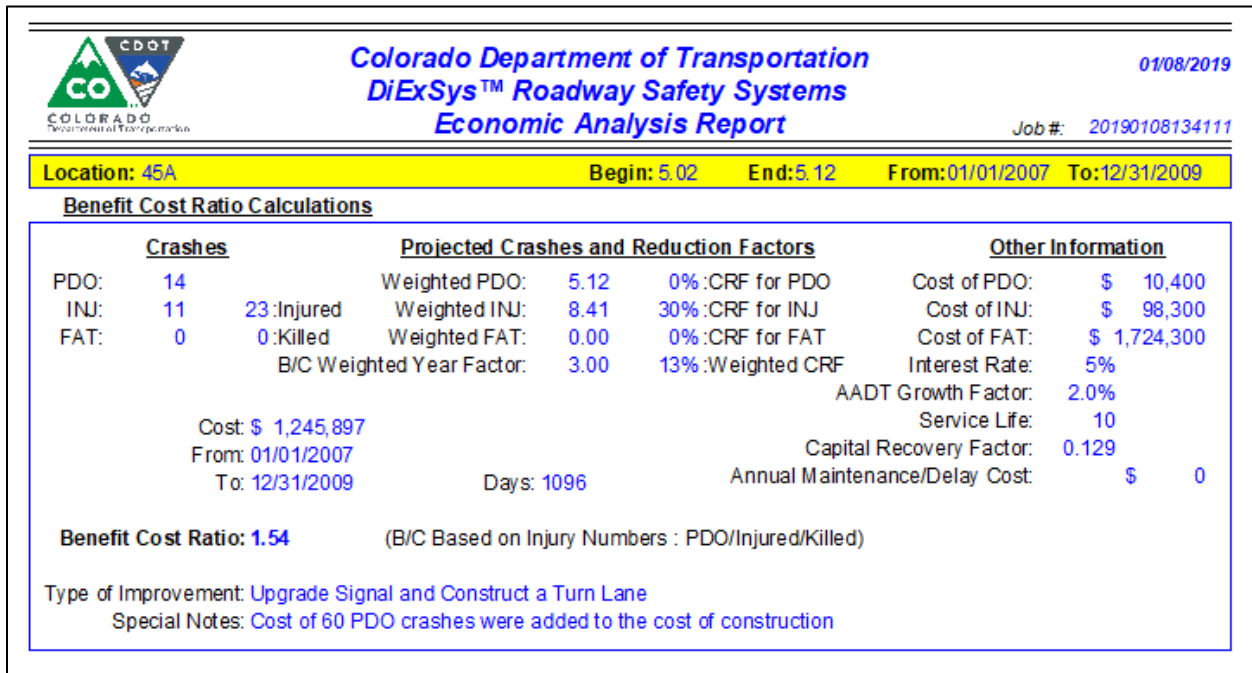 CDOT
CO
COLORADO
Department of Transportation
Colorado Department of Transportation
DiExSys™ Roadway Safety Systems
Economic Analysis Report
01/08/2019
Job #: 20190108134111
Location: 45A Begin: 5.02 End:5.12 From:01/01/2007 To:12/31/2009
Benefit Cost Ratio Calculations
Crashes Projected Crashes and Reduction Factors Other Information
PDO: 14 Weighted PDO: 5.12 0% :CRF for PDO Cost of PDO: $ 10,400
INJ: 11 23 :Injured Weighted INJ: 8.41 30% :CRF for INJ Cost of INJ: $ 98,300
FAT: 0 0 :Killed Weighted FAT: 0.00 0% :CRF for FAT Cost of FAT: $ 1,724,300
B/C Weighted Year Factor: 3.00 13% :Weighted CRF Interest Rate: 5%
AADT Growth Factor: 2.0%
Cost: $ 1,245,897 Service Life: 10
From: 01/01/2007 Capital Recovery Factor: 0.129
To: 12/31/2009 Days: 1096 Annual Maintenance/Delay Cost: $ 0
Benefit Cost Ratio: 1.54 (B/C Based on Injury Numbers : PDO/Injured/Killed)
Type of Improvement: Upgrade Signal and Construct a Turn Lane
Special Notes: Cost of 60 PDO crashes were added to the cost of construction